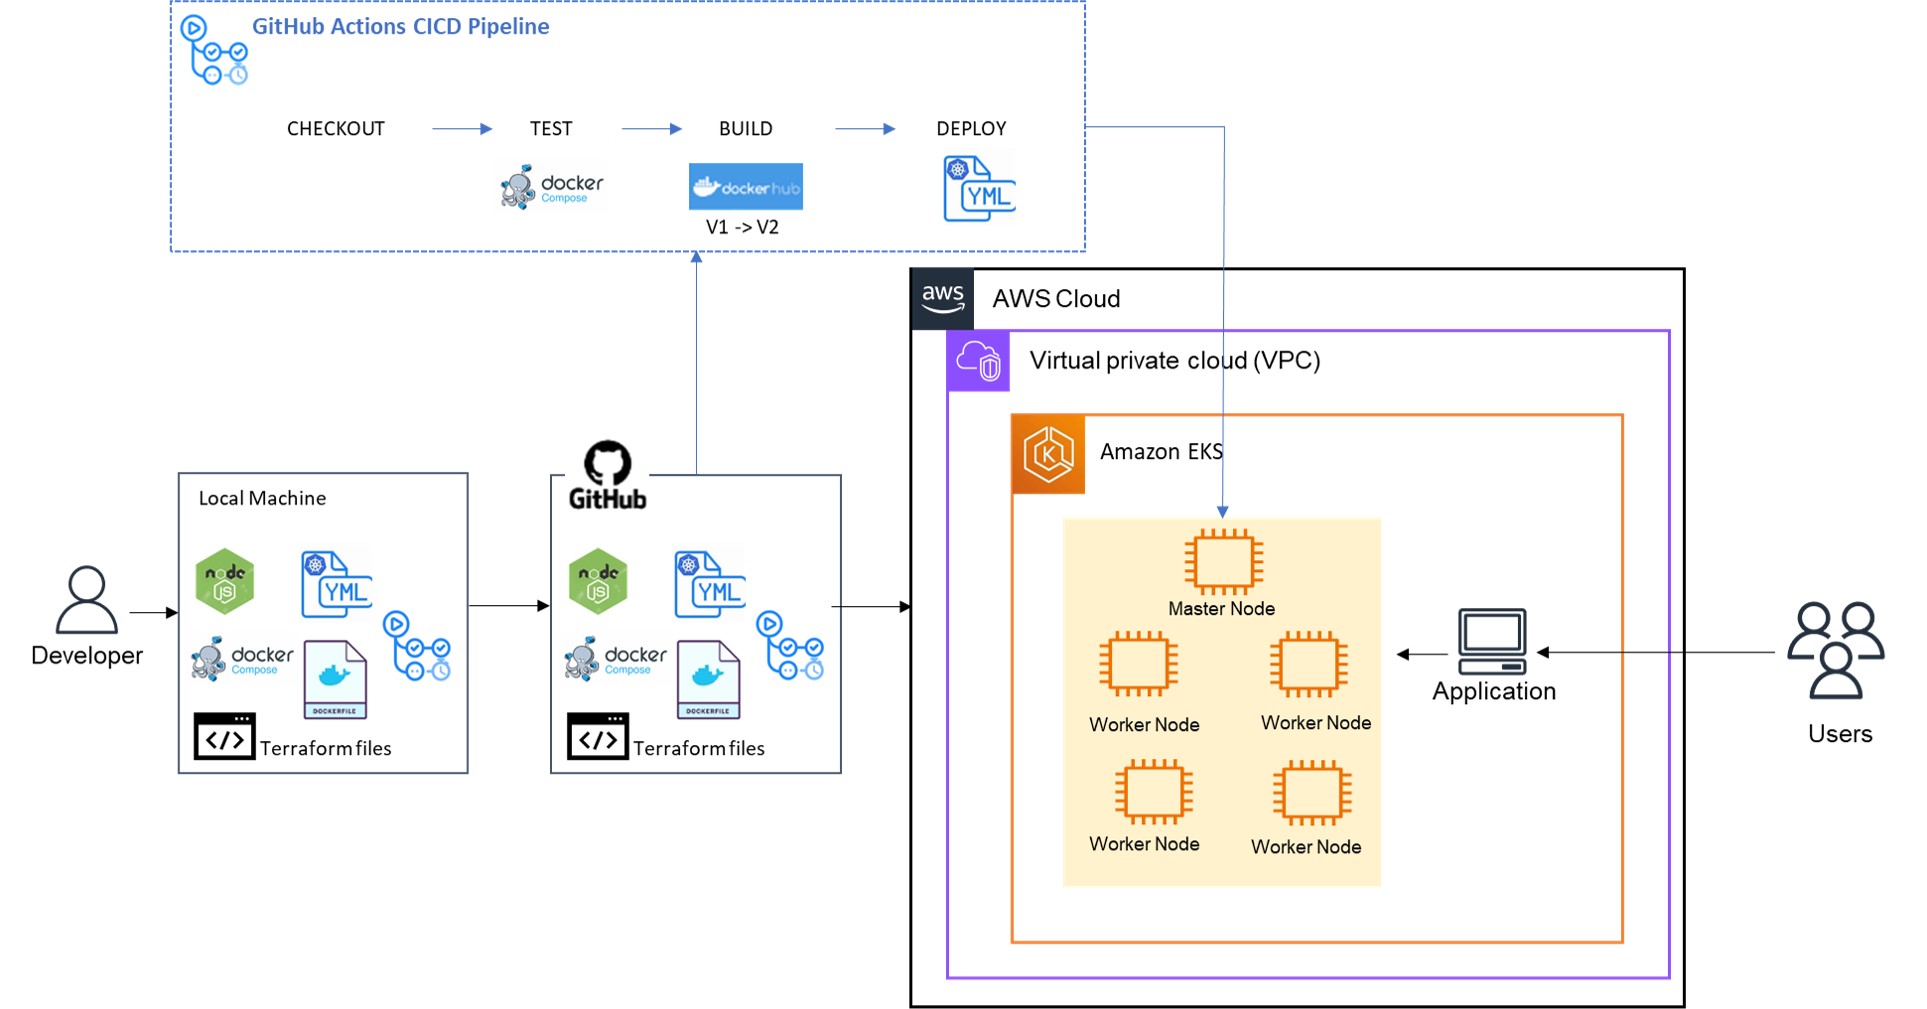 GitHub Actions CICD Pipeline
CHECKOUT
TEST
BUILD
DEPLOY
docker
Compose
docker hub
YML
V1 -> V2
aws
AWS Cloud
Virtual private cloud (VPC)
K
Amazon EKS
Local Machine
GitHub
node
JS
YML
docker
Compose
DOCKERFILE
</>
Terraform files
node
JS
YML
docker
Compose
DOCKERFILE
</>
Terraform files
Developer
Master Node
Worker Node
Worker Node
Worker Node
Worker Node
Application
Users